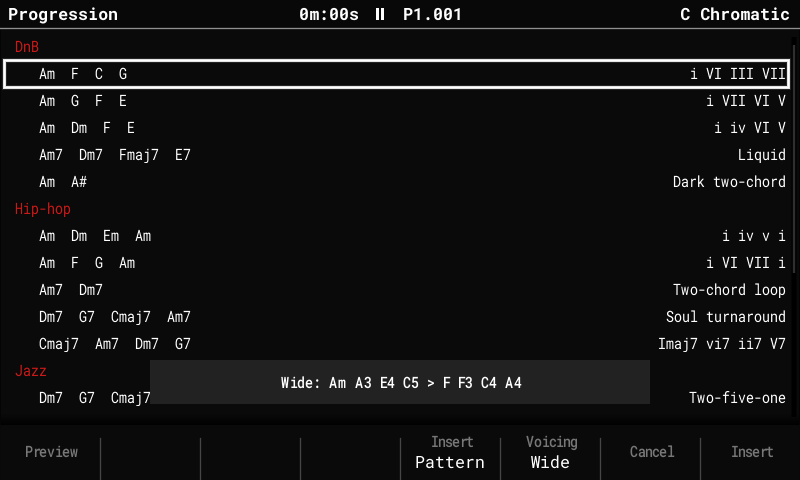 Progression 0m:00s P1.001 C Chromatic
DnB
Am F C G i VI III VII
Am G F E i VII VI V
Am Dm F E i iv VI V
Am7 Dm7 Fmaj7 E7 Liquid
Am A# Dark two-chord
Hip-hop
Am Dm Em Am i iv v i
Am F G Am i VI VII i
Am7 Dm7 Two-chord loop
Dm7 G7 Cmaj7 Am7 Soul turnaround
Cmaj7 Am7 Dm7 G7 Imaj7 vi7 ii7 V7
Jazz
Wide: Am A3 E4 C5 > F F3 C4 A4
Dm7 G7 Cmaj7 Two-five-one
Preview Insert Pattern Voicing Wide Cancel Insert